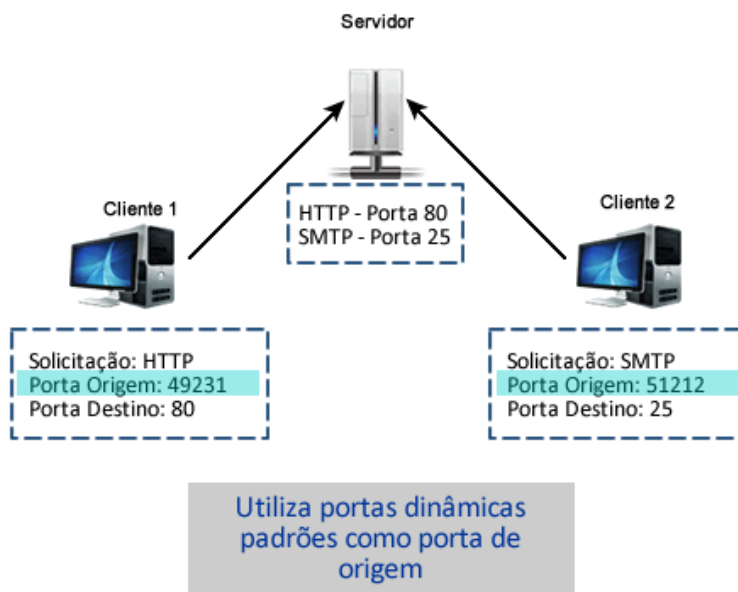 Servidor
HTTP - Porta 80
SMTP - Porta 25
Cliente 1
Solicitação: HTTP
Porta Origem: 49231
Porta Destino: 80
Cliente 2
Solicitação: SMTP
Porta Origem: 51212
Porta Destino: 25
Utiliza portas dinâmicas
padrões como porta de
origem